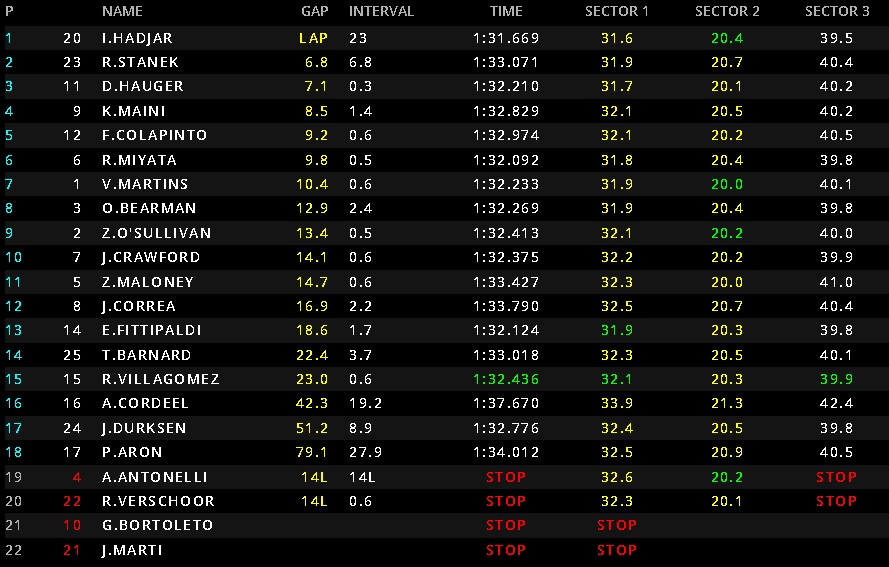 P NAME GAP INTERVAL TIME SECTOR 1 SECTOR 2 SECTOR 3
1 20 I.HADJAR LAP 23 1:31.669 31.6 20.4 39.5
2 23 R.STANEK 6.8 6.8 1:33.071 31.9 20.7 40.4
3 11 D.HAUGER 7.1 0.3 1:32.210 31.7 20.1 40.2
4 9 K.MAINI 8.5 1.4 1:32.829 32.1 20.5 40.2
5 12 F.COLAPINTO 9.2 0.6 1:32.974 32.1 20.2 40.5
6 6 R.MIYATA 9.8 0.5 1:32.092 31.8 20.4 39.8
7 1 V.MARTINS 10.4 0.6 1:32.233 31.9 20.0 40.1
8 3 O.BEARMAN 12.9 2.4 1:32.269 31.9 20.4 39.8
9 2 Z.O'SULLIVAN 13.4 0.5 1:32.413 32.1 20.2 40.0
10 7 J.CRAWFORD 14.1 0.6 1:32.375 32.2 20.2 39.9
11 5 Z.MALONEY 14.7 0.6 1:33.427 32.3 20.0 41.0
12 8 J.CORREA 16.9 2.2 1:33.790 32.5 20.7 40.4
13 14 E.FITTIPALDI 18.6 1.7 1:32.124 31.9 20.3 39.8
14 25 T.BARNARD 22.4 3.7 1:33.018 32.3 20.5 40.1
15 15 R.VILLAGOMEZ 23.0 0.6 1:32.436 32.1 20.3 39.9
16 16 A.CORDEEL 42.3 19.2 1:37.670 33.9 21.3 42.4
17 24 J.DURKSEN 51.2 8.9 1:32.776 32.4 20.5 39.8
18 17 P.ARON 79.1 27.9 1:34.012 32.5 20.9 40.5
19 4 A.ANTONELLI 14L 14L STOP 32.6 20.2 STOP
20 22 R.VERSCHOOR 14L 0.6 STOP 32.3 20.1 STOP
21 10 G.BORTOLETO STOP STOP
22 21 J.MARTI STOP STOP